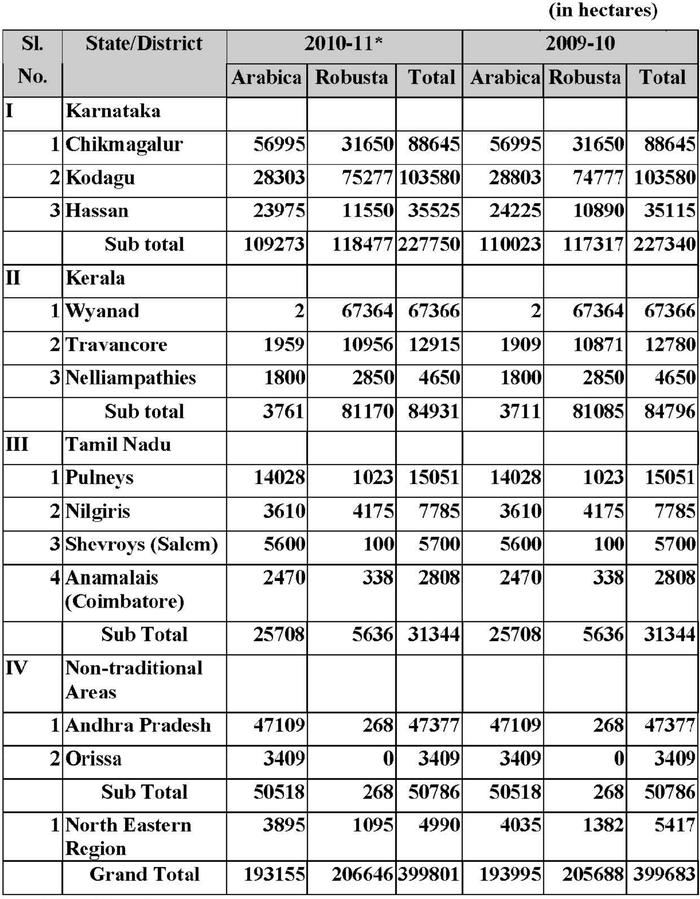 (in hectares)
Sl. No. State/District 2010-11* 2009-10
Arabica Robusta Total Arabica Robusta Total
I Karnataka
1 Chikmagalur 56995 31650 88645 56995 31650 88645
2 Kodagu 28303 75277 103580 28803 74777 103580
3 Hassan 23975 11550 35525 24225 10890 35115
Sub total 109273 118477 227750 110023 117317 227340
II Kerala
1 Wyanad 2 67364 67366 2 67364 67366
2 Travancore 1959 10956 12915 1909 10871 12780
3 Nelliampathies 1800 2850 4650 1800 2850 4650
Sub total 3761 81170 84931 3711 81085 84796
III Tamil Nadu
1 Pulneys 14028 1023 15051 14028 1023 15051
2 Nilgiris 3610 4175 7785 3610 4175 7785
3 Shevroys (Salem) 5600 100 5700 5600 100 5700
4 Anamalais 2470 338 2808 2470 338 2808
(Coimbatore)
Sub Total 25708 5636 31344 25708 5636 31344
IV Non-traditional
Areas
1 Andhra Pradesh 47109 268 47377 47109 268 47377
2 Orissa 3409 0 3409 3409 0 3409
Sub Total 50518 268 50786 50518 268 50786
1 North Eastern 3895 1095 4990 4035 1382 5417
Region
Grand Total 193155 206646 399801 193995 205688 399683